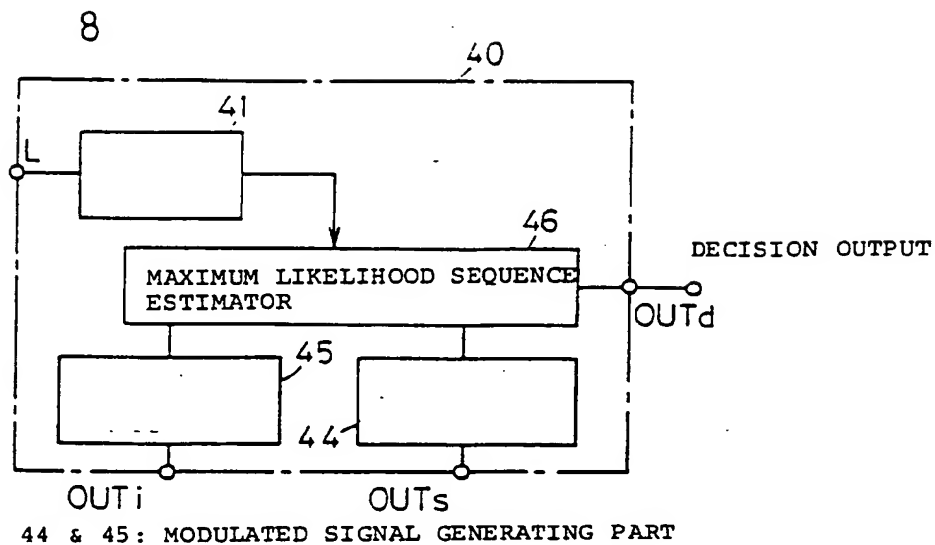 8
40
41
L
46
MAXIMUM LIKELIHOOD SEQUENCE
ESTIMATOR
DECISION OUTPUT
OUTd
45
44
OUTi
OUTs
44 & 45: MODULATED SIGNAL GENERATING PART